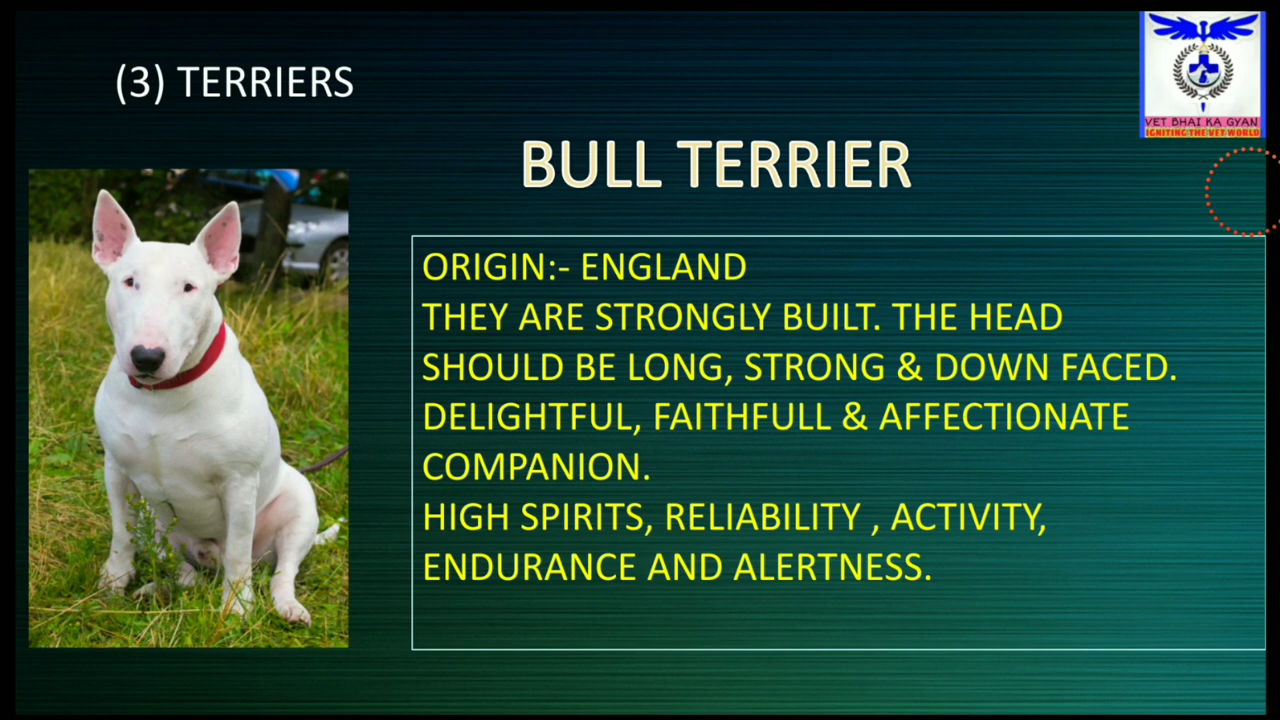 (3) TERRIERS
VET BHAI KA GYAN
IGNITING THE VET WORLD
BULL TERRIER
ORIGIN:- ENGLAND
THEY ARE STRONGLY BUILT. THE HEAD
SHOULD BE LONG, STRONG & DOWN FACED.
DELIGHTFUL, FAITHFULL & AFFECTIONATE
COMPANION.
HIGH SPIRITS, RELIABILITY , ACTIVITY,
ENDURANCE AND ALERTNESS.